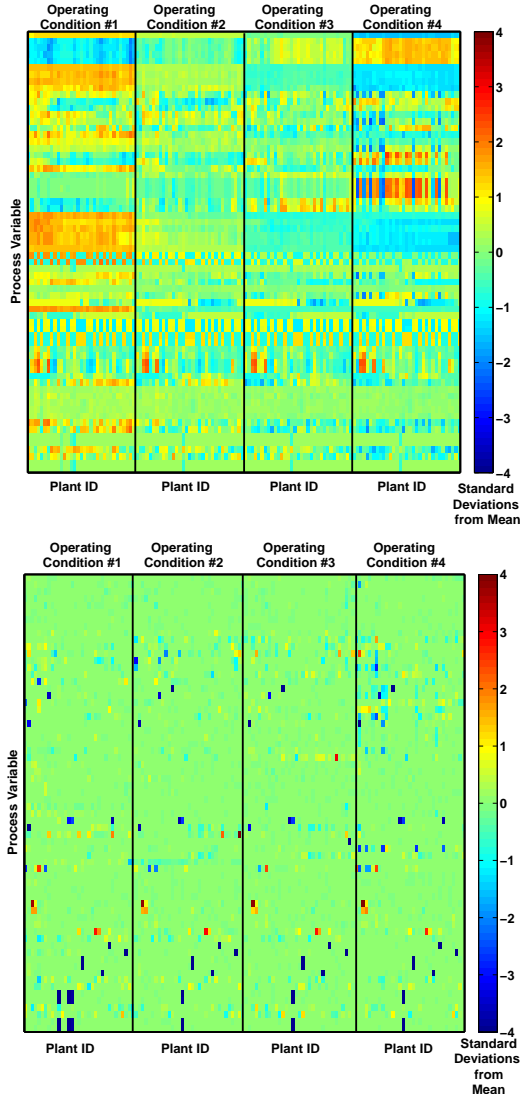 Operating Operating Operating Operating
Condition #1 Condition #2 Condition #3 Condition #4
4
3
2
1
0
−1
−2
−3
−4
Process Variable
Plant ID Plant ID Plant ID Plant ID
Standard
Deviations
from Mean
Operating Operating Operating Operating
Condition #1 Condition #2 Condition #3 Condition #4
4
3
2
1
0
−1
−2
−3
−4
Process Variable
Plant ID Plant ID Plant ID Plant ID
Standard
Deviations
from
Mean